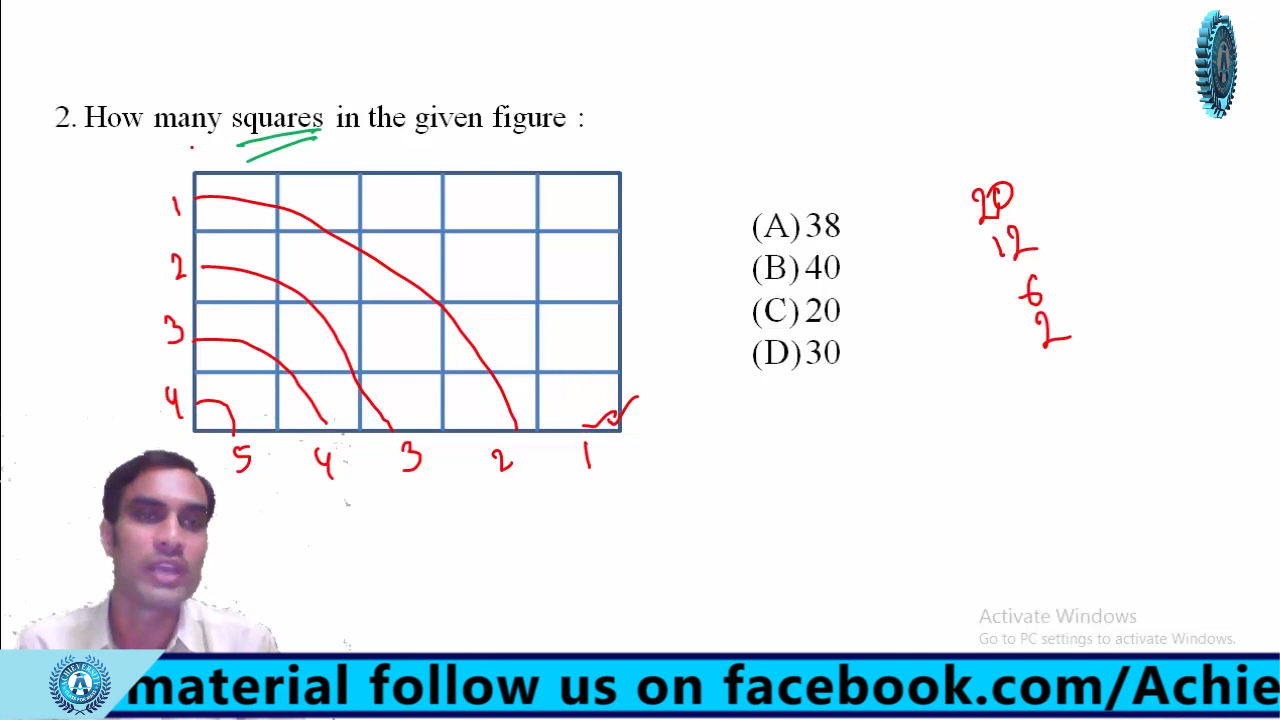 2. How many squares in the given figure :
1
2
3
4
5 4 3 2 1
(A) 38
(B) 40
(C) 20
(D) 30
20
12
6
2
Activate Windows
Go to PC settings to activate Windows.
material follow us on facebook.com/Achie